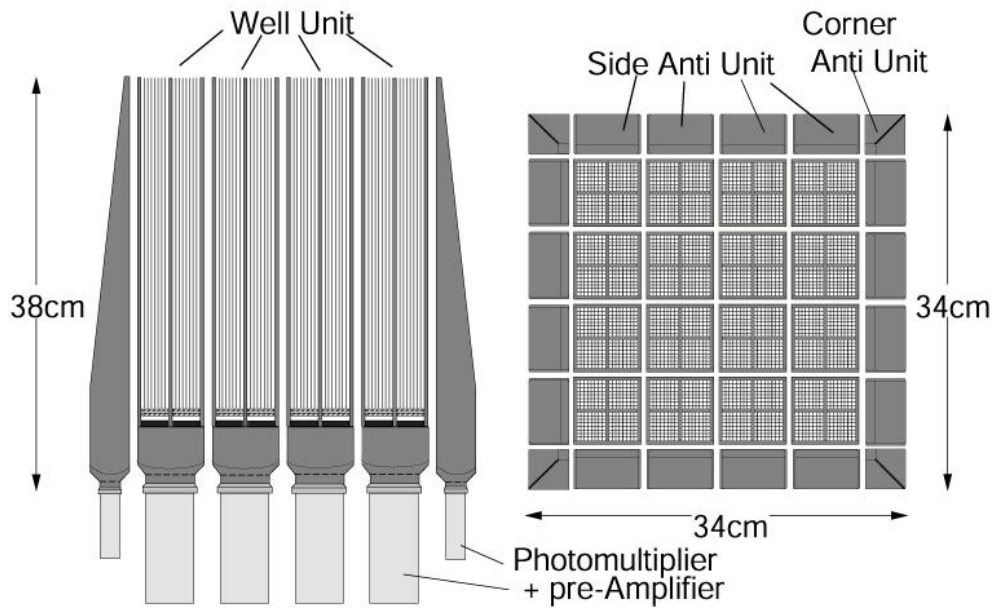 Well Unit
Corner
Anti Unit
Side Anti Unit
38cm
34cm
34cm
Photomultiplier
+ pre-Amplifier